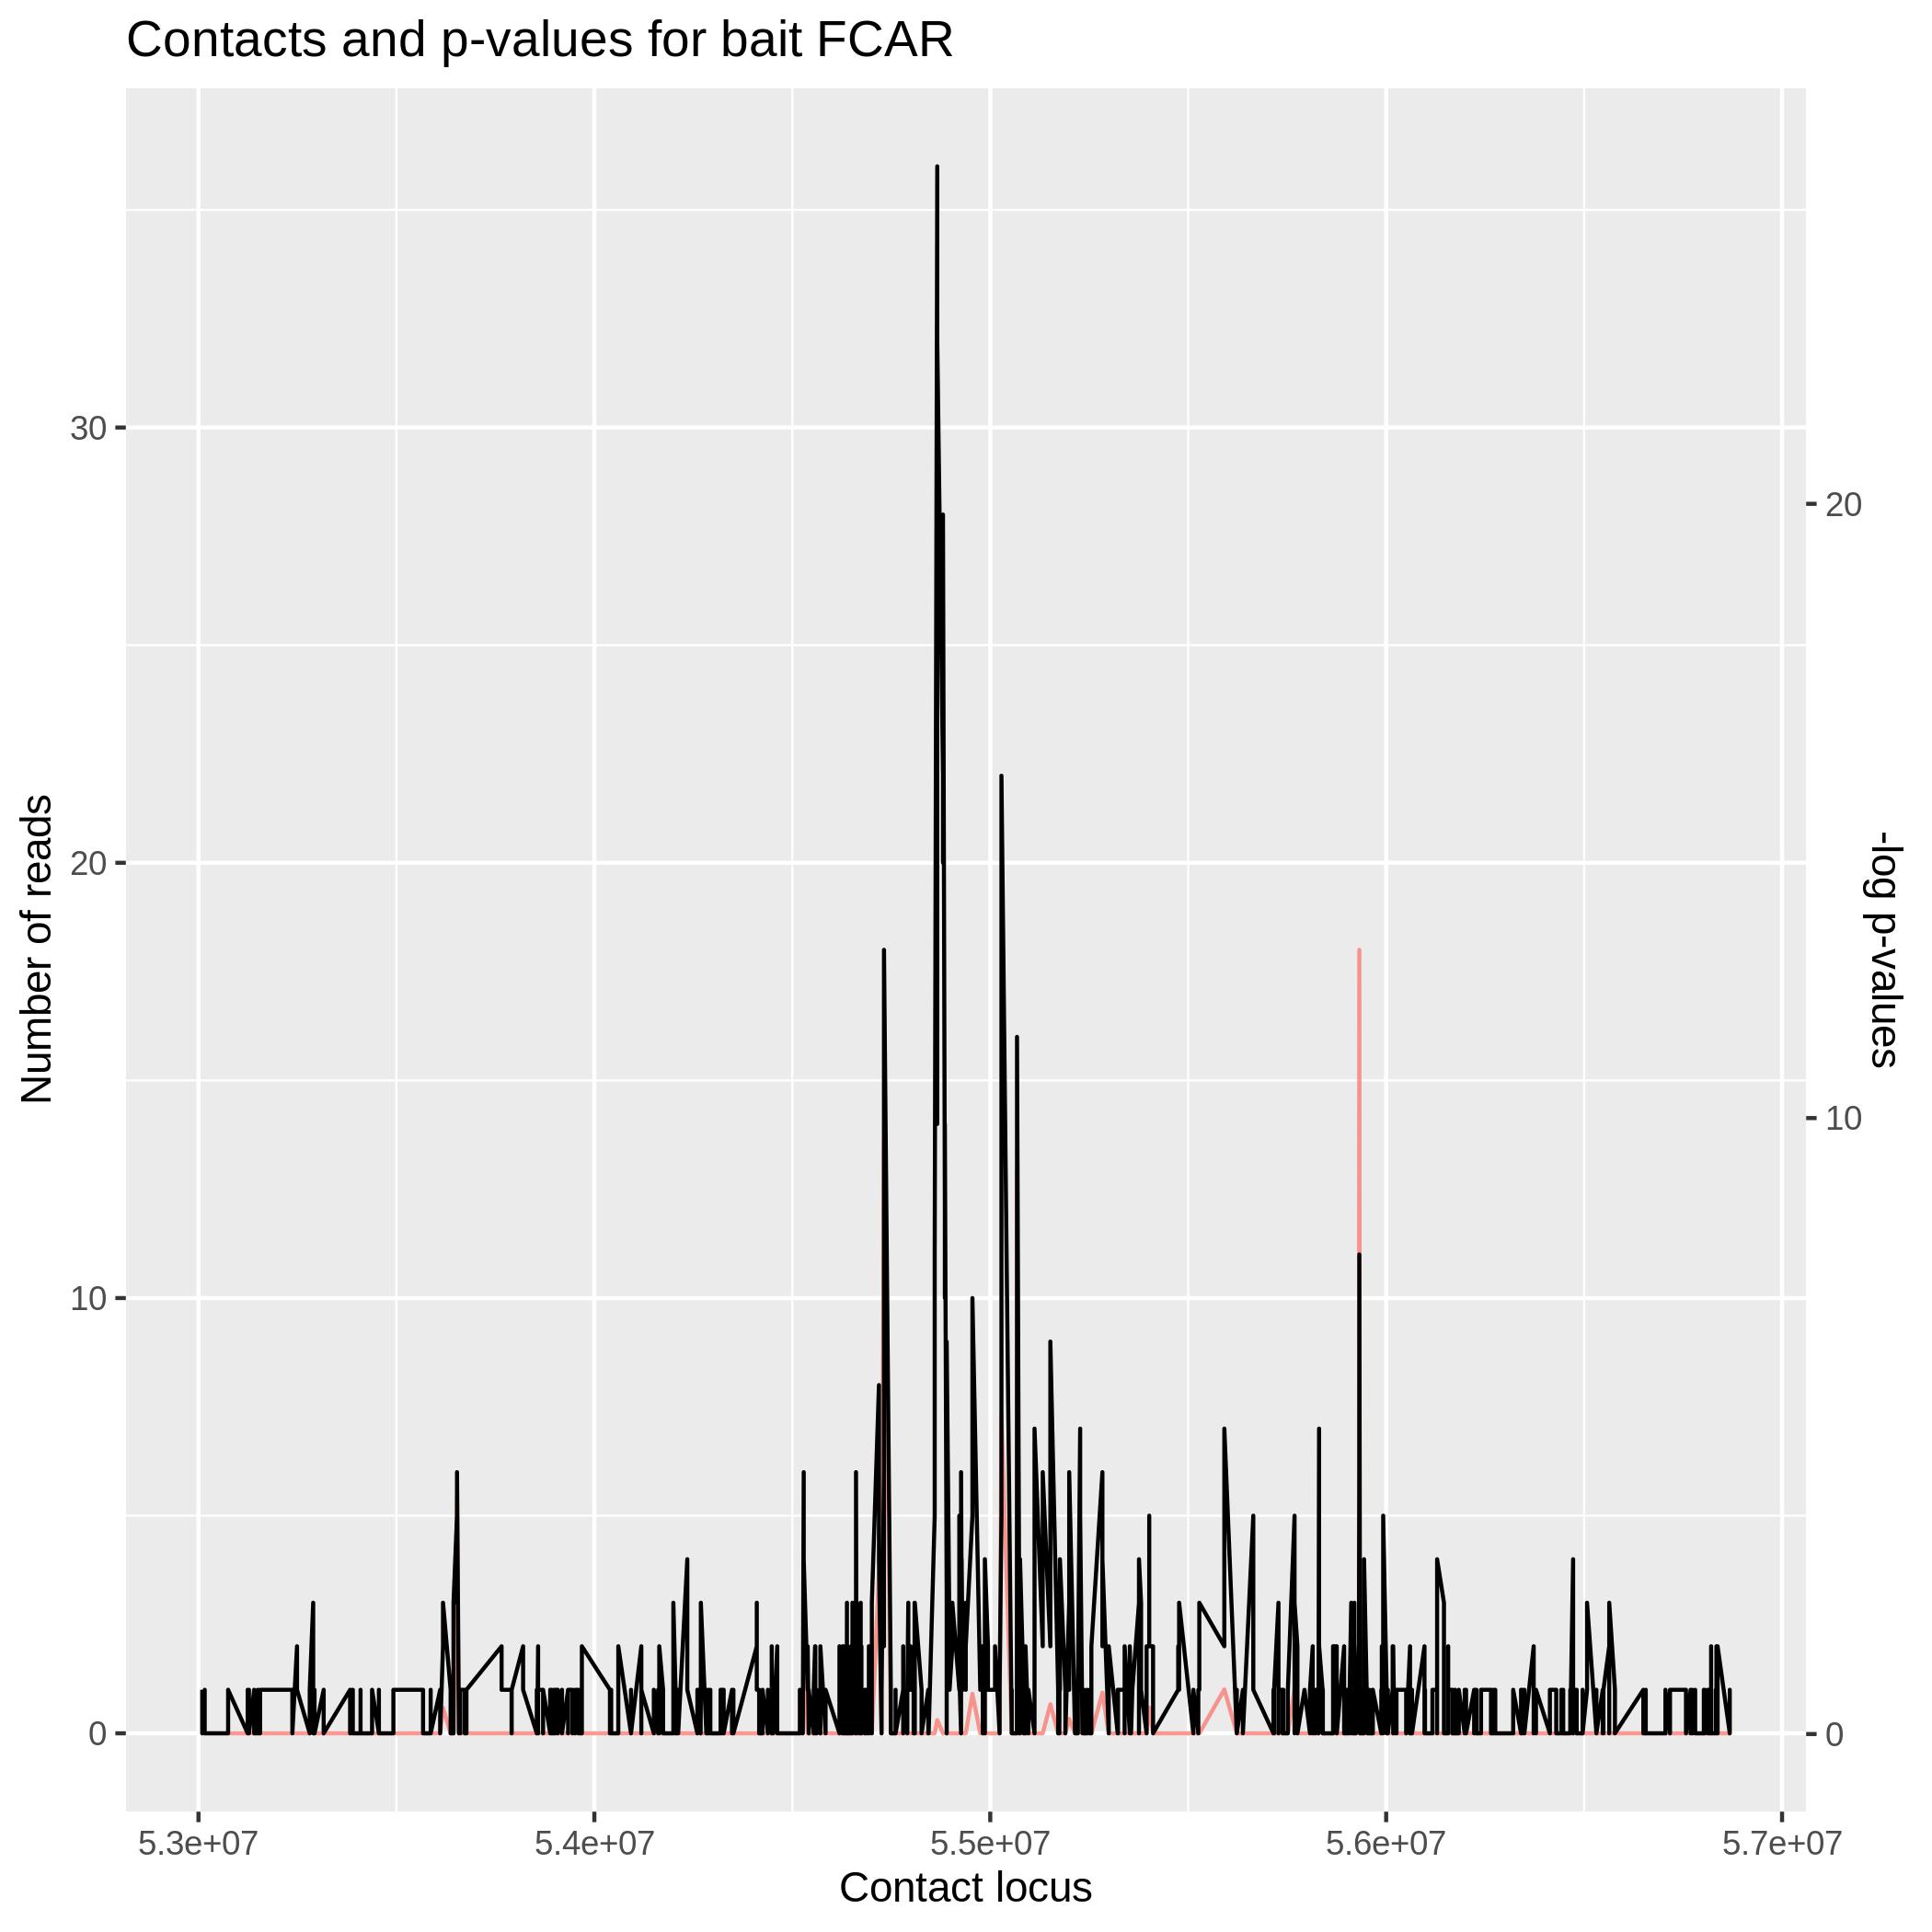 Contacts and p-values for bait FCAR
30
20
10
0
Number of reads
20
10
0
-log p-values
5.3e+07 5.4e+07 5.5e+07 5.6e+07 5.7e+07
Contact locus